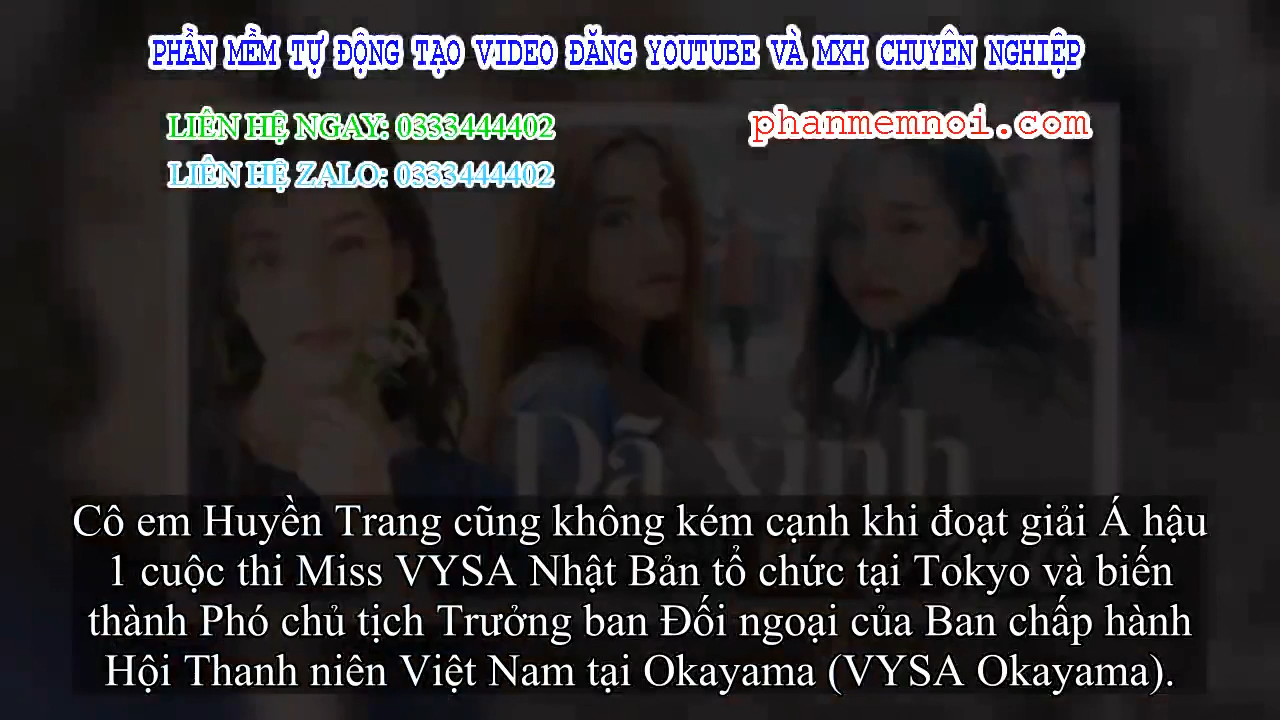 PHẦN MỀM TỰ ĐỘNG TẠO VIDEO ĐĂNG YOUTUBE VÀ MXH CHUYÊN NGHIỆP
LIÊN HỆ NGAY: 0333444402
phanmemnoi.com
LIÊN HỆ ZALO: 0333444402
Đã xinh
Cô em Huyền Trang cũng không kém cạnh khi đoạt giải Á hậu
1 cuộc thi Miss VYSA Nhật Bản tổ chức tại Tokyo và biến
thành Phó chủ tịch Trưởng ban Đối ngoại của Ban chấp hành
Hội Thanh niên Việt Nam tại Okayama (VYSA Okayama).